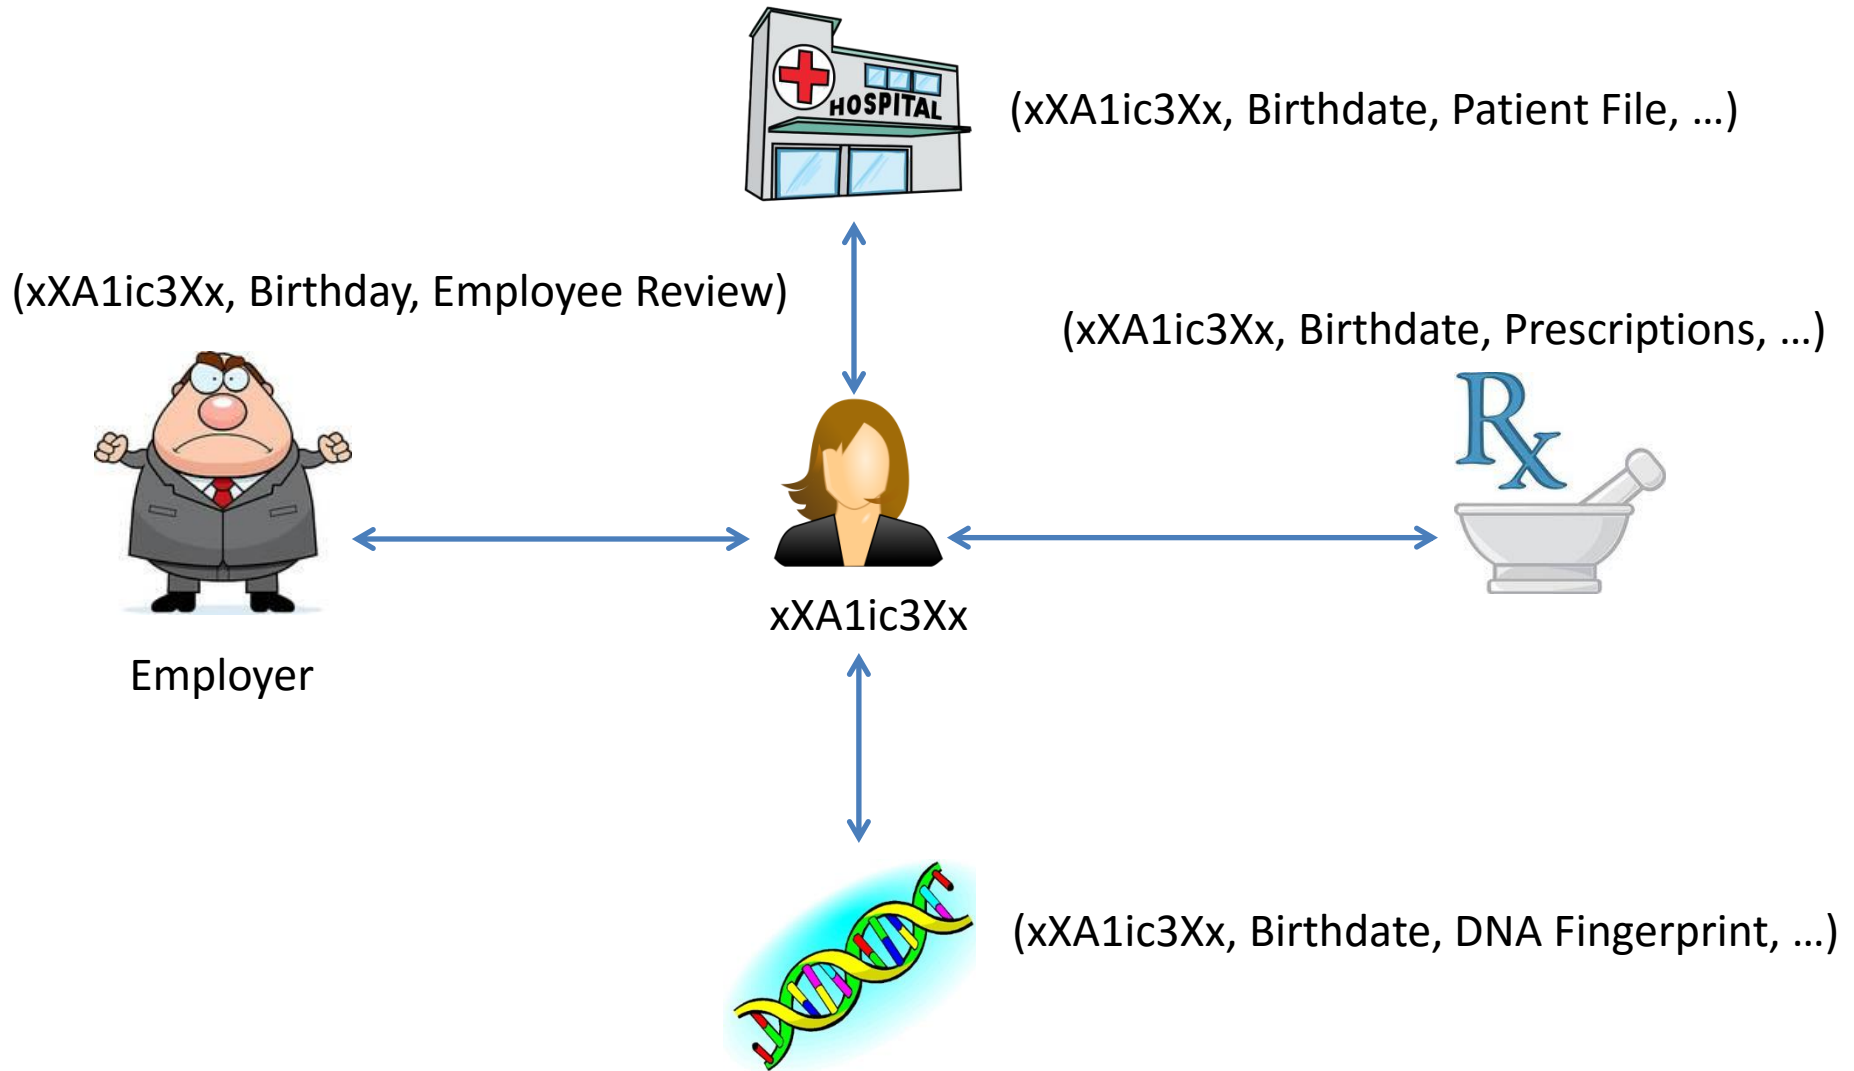 HOSPITAL
(xXA1ic3Xx, Birthdate, Patient File, …)
(xXA1ic3Xx, Birthday, Employee Review)
(xXA1ic3Xx, Birthdate, Prescriptions, …)
Rx
xXA1ic3Xx
Employer
(xXA1ic3Xx, Birthdate, DNA Fingerprint, …)